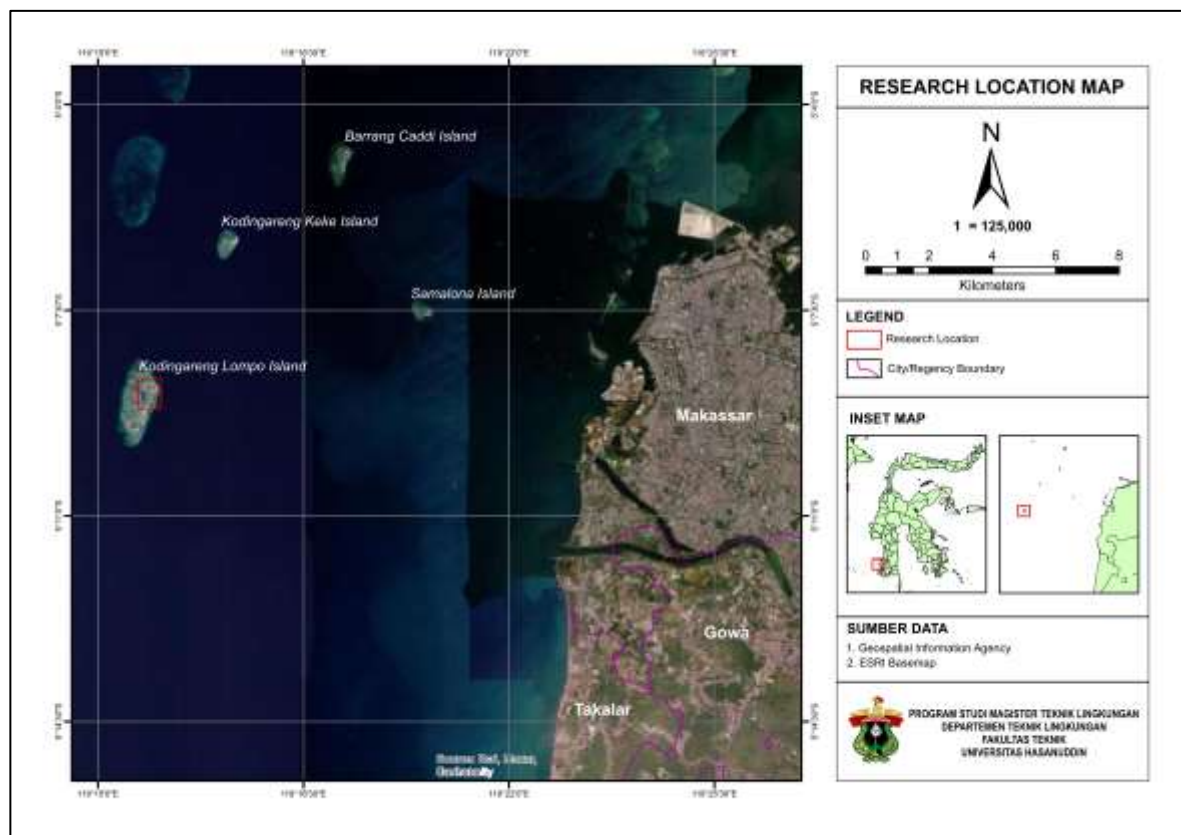 Barrang Caddi Island
Kodingareng Keke Island
Samalona Island
Kodingareng Lompo Island
Makassar
Gowa
Takalar
RESEARCH LOCATION MAP
N
1 = 125,000
0 1 2 4 6 8
Kilometers
LEGEND
Research Location
City/Regency Boundary
INSET MAP
SUMBER DATA
1. Geospatial Information Agency
2. ESRI Basemap
PROGRAM STUDI MAGISTER TEKNIK LINGKUNGAN
DEPARTEMEN TEKNIK LINGKUNGAN
FAKULTAS TEKNIK
UNIVERSITAS HASANUDDIN